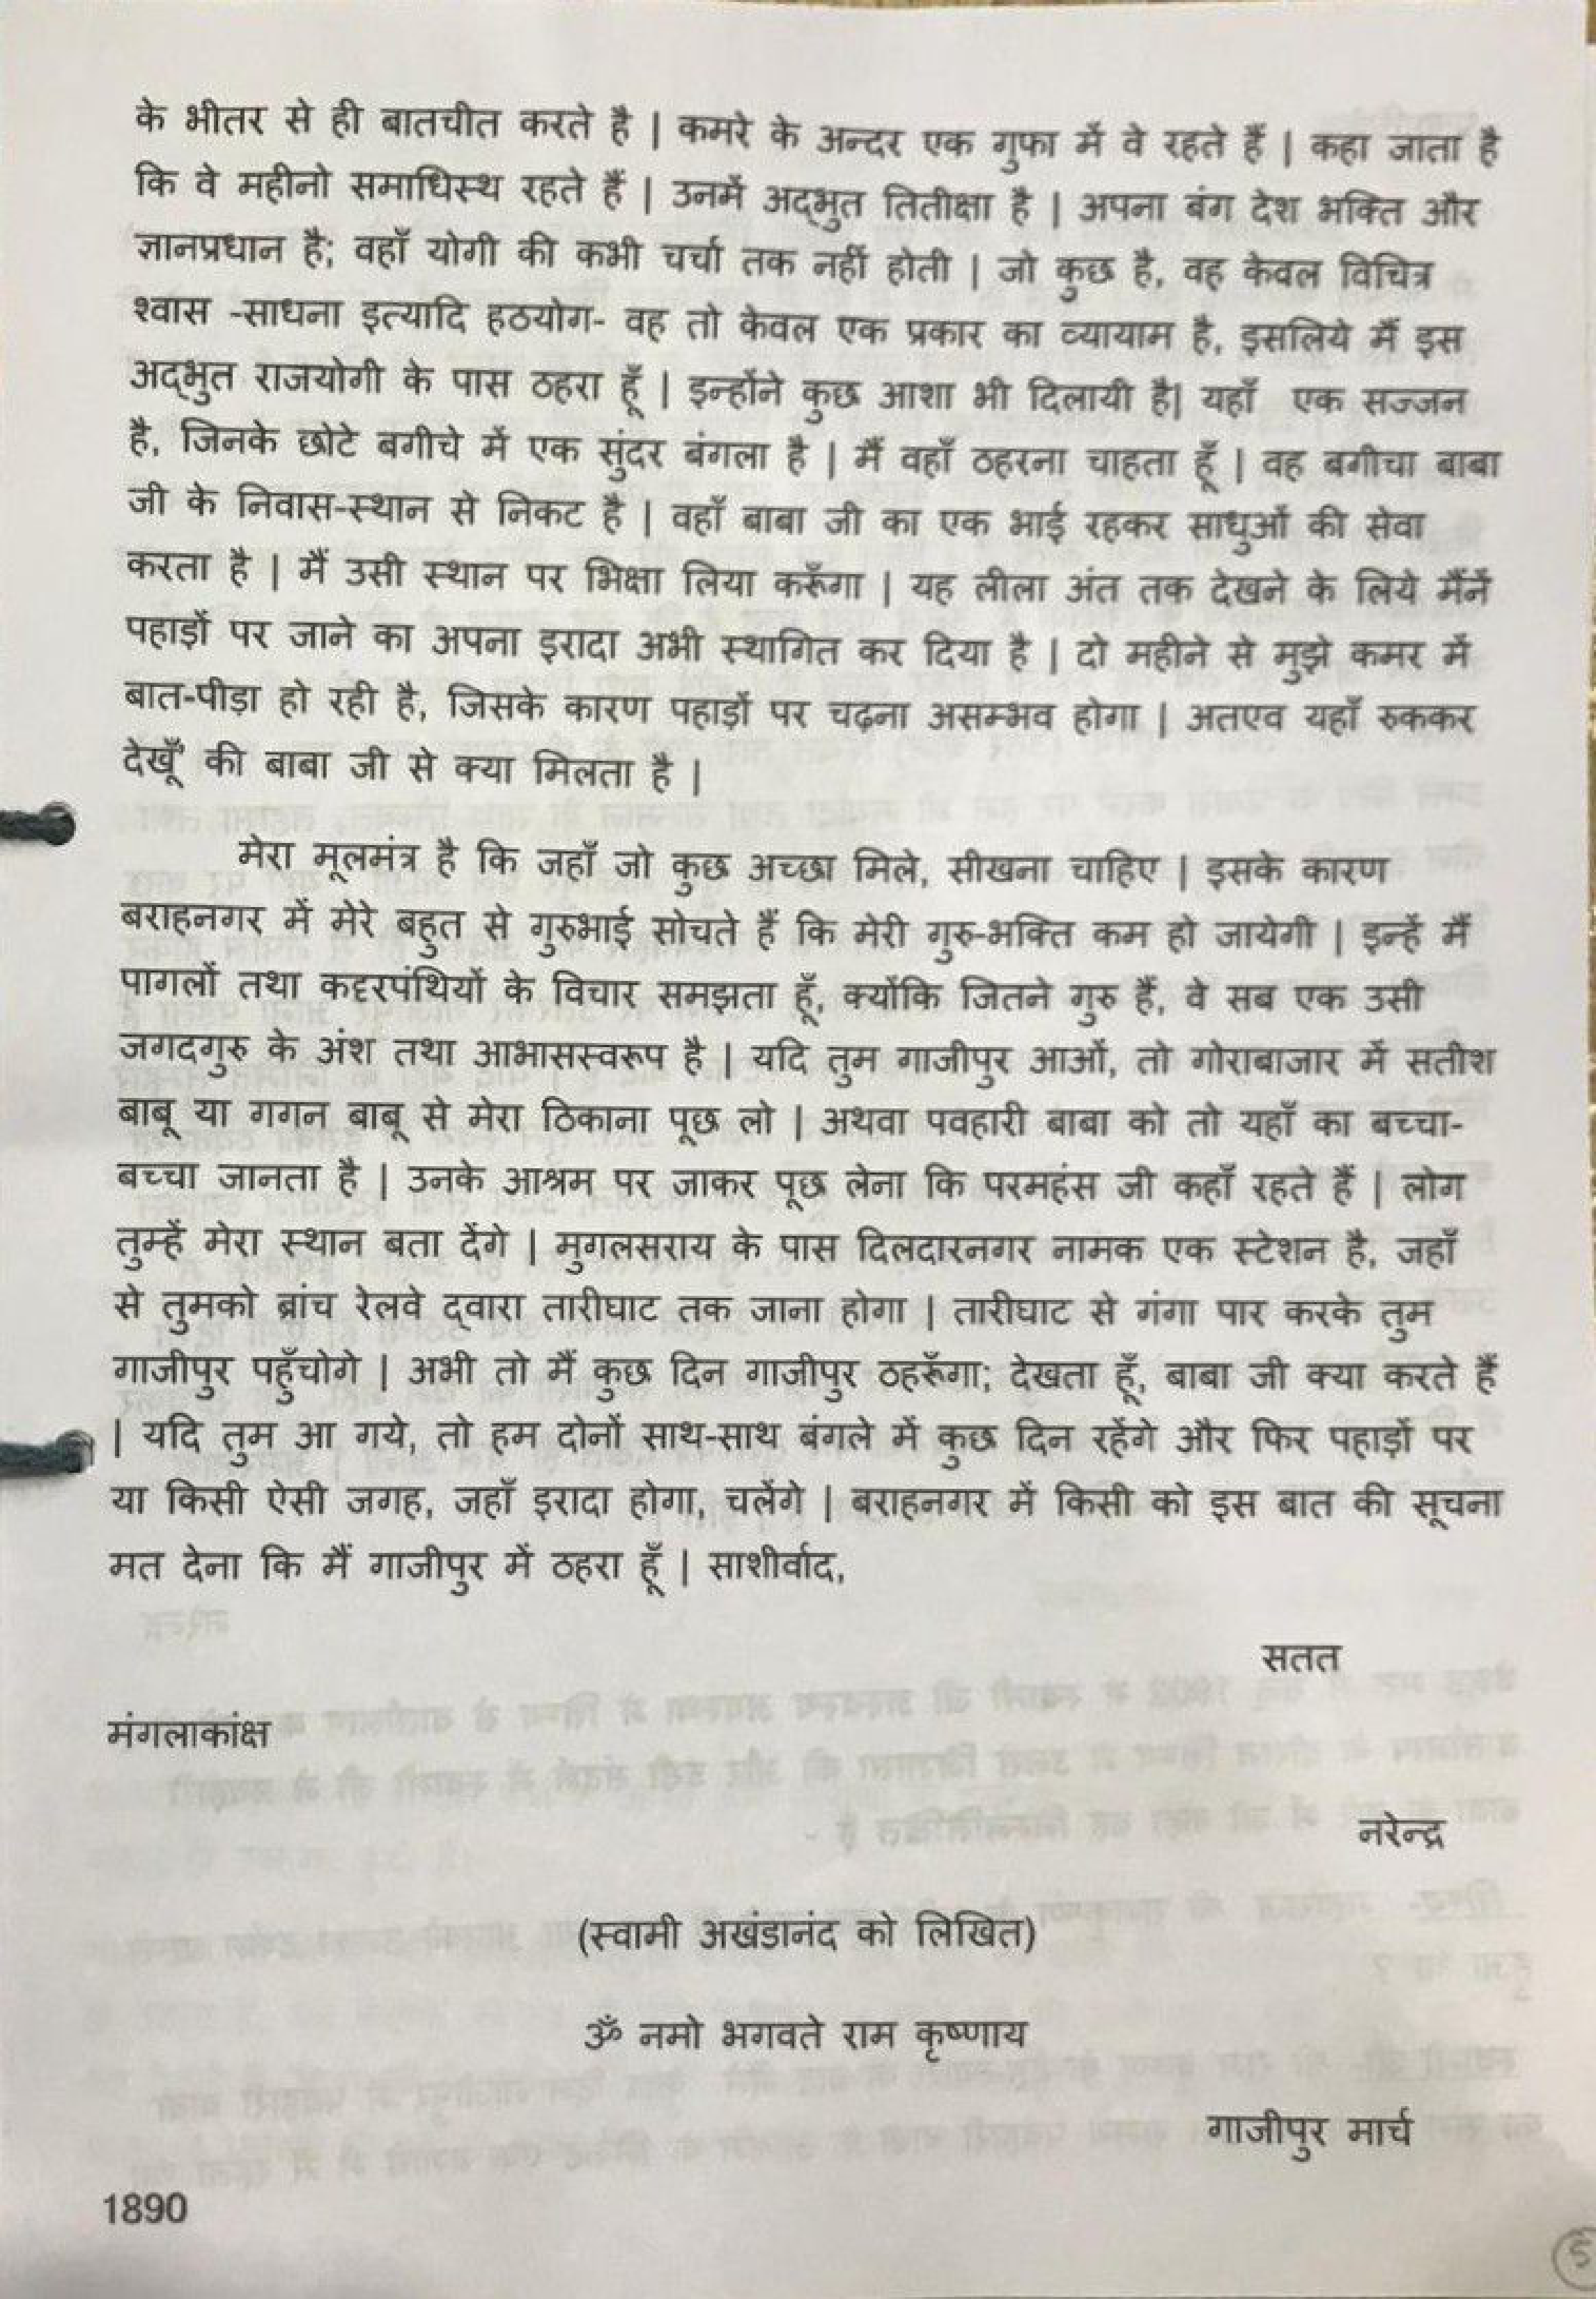 के भीतर से ही बातचीत करते है | कमरे के अन्दर एक गुफा में वे रहते हैं | कहा जाता है
कि वे महीनो समाधिस्थ रहते हैं | उनमें अद्भुत तितीक्षा है | अपना बंग देश भक्ति और
ज्ञानप्रधान है; वहाँ योगी की कभी चर्चा तक नहीं होती | जो कुछ है, वह केवल विचित्र
श्वास -साधना इत्यादि हठयोग- वह तो केवल एक प्रकार का व्यायाम है, इसलिये मैं इस
अद्भुत राजयोगी के पास ठहरा हूँ | इन्होंने कुछ आशा भी दिलायी है| यहाँ एक सज्जन
है, जिनके छोटे बगीचे में एक सुंदर बंगला है | मैं वहाँ ठहरना चाहता हूँ | वह बगीचा बाबा
जी के निवास-स्थान से निकट है | वहाँ बाबा जी का एक भाई रहकर साधुओं की सेवा
करता है | मैं उसी स्थान पर भिक्षा लिया करूँगा | यह लीला अंत तक देखने के लिये मैंनें
पहाड़ों पर जाने का अपना इरादा अभी स्थागित कर दिया है | दो महीने से मुझे कमर में
बात-पीड़ा हो रही है, जिसके कारण पहाड़ों पर चढ़ना असम्भव होगा | अतएव यहाँ रुककर
देखूँ' की बाबा जी से क्या मिलता है |
मेरा मूलमंत्र है कि जहाँ जो कुछ अच्छा मिले, सीखना चाहिए | इसके कारण
बराहनगर में मेरे बहुत से गुरुभाई सोचते हैं कि मेरी गुरु-भक्ति कम हो जायेगी | इन्हें मैं
पागलों तथा कट्टरपंथियों के विचार समझता हूँ, क्योंकि जितने गुरु हैं, वे सब एक उसी
जगदगुरु के अंश तथा आभासस्वरूप है | यदि तुम गाजीपुर आओं, तो गोराबाजार में सतीश
बाबू या गगन बाबू से मेरा ठिकाना पूछ लो | अथवा पवहारी बाबा को तो यहाँ का बच्चा-
बच्चा जानता है | उनके आश्रम पर जाकर पूछ लेना कि परमहंस जी कहाँ रहते हैं | लोग
तुम्हें मेरा स्थान बता देंगे | मुगलसराय के पास दिलदारनगर नामक एक स्टेशन है, जहाँ
से तुमको ब्रांच रेलवे द्वारा तारीघाट तक जाना होगा | तारीघाट से गंगा पार करके तुम
गाजीपुर पहुँचोगे | अभी तो मैं कुछ दिन गाजीपुर ठहरूँगा; देखता हूँ, बाबा जी क्या करते हैं
| यदि तुम आ गये, तो हम दोनों साथ-साथ बंगले में कुछ दिन रहेंगे और फिर पहाड़ों पर
या किसी ऐसी जगह, जहाँ इरादा होगा, चलेंगे | बराहनगर में किसी को इस बात की सूचना
मत देना कि मैं गाजीपुर में ठहरा हूँ | साशीर्वाद,
सतत
मंगलाकांक्ष
नरेन्द्र
(स्वामी अखंडानंद को लिखित)
ॐ नमो भगवते राम कृष्णाय
गाजीपुर मार्च
1890
5